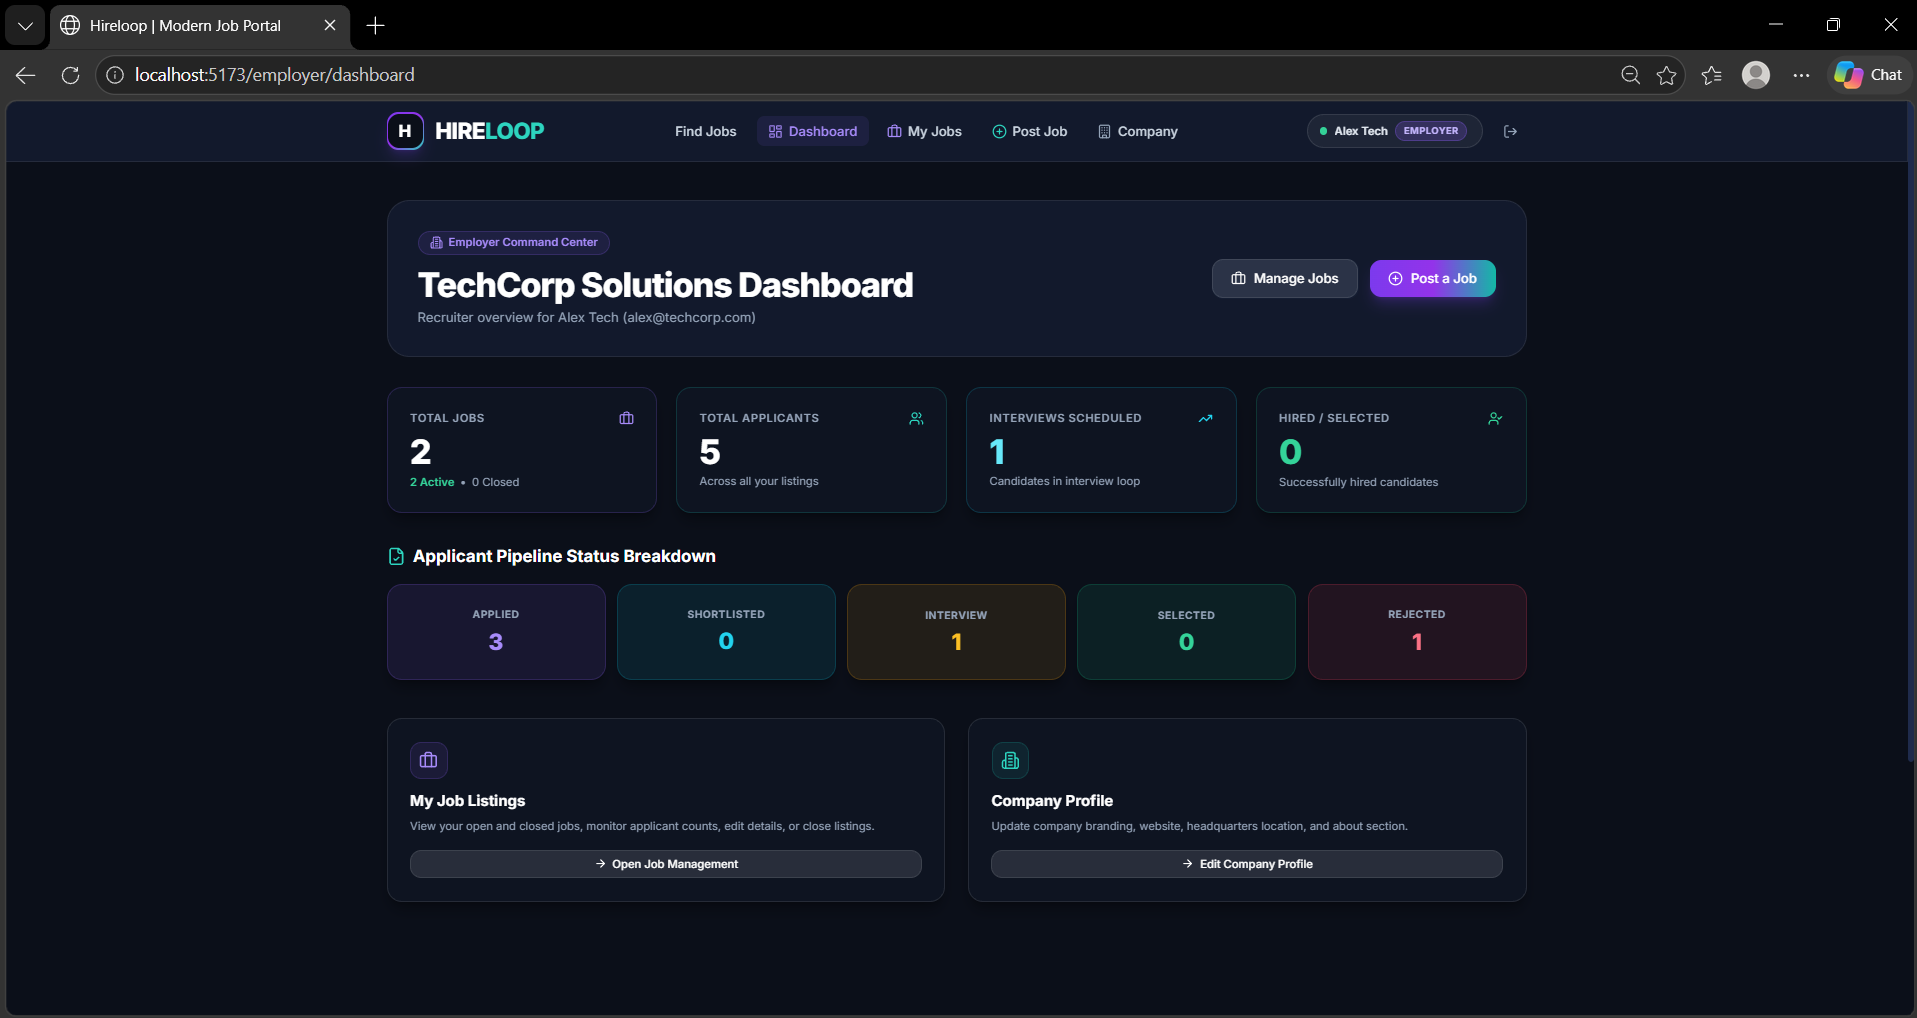 Hireloop | Modern Job Portal
localhost:5173/employer/dashboard
Chat
H HIRELOOP
Find Jobs
Dashboard
My Jobs
Post Job
Company
Alex Tech EMPLOYER
Employer Command Center
TechCorp Solutions Dashboard
Recruiter overview for Alex Tech (alex@techcorp.com)
Manage Jobs
Post a Job
TOTAL JOBS
2
2 Active • 0 Closed
TOTAL APPLICANTS
5
Across all your listings
INTERVIEWS SCHEDULED
1
Candidates in interview loop
HIRED / SELECTED
0
Successfully hired candidates
Applicant Pipeline Status Breakdown
APPLIED
3
SHORTLISTED
0
INTERVIEW
1
SELECTED
0
REJECTED
1
My Job Listings
View your open and closed jobs, monitor applicant counts, edit details, or close listings.
→ Open Job Management
Company Profile
Update company branding, website, headquarters location, and about section.
→ Edit Company Profile